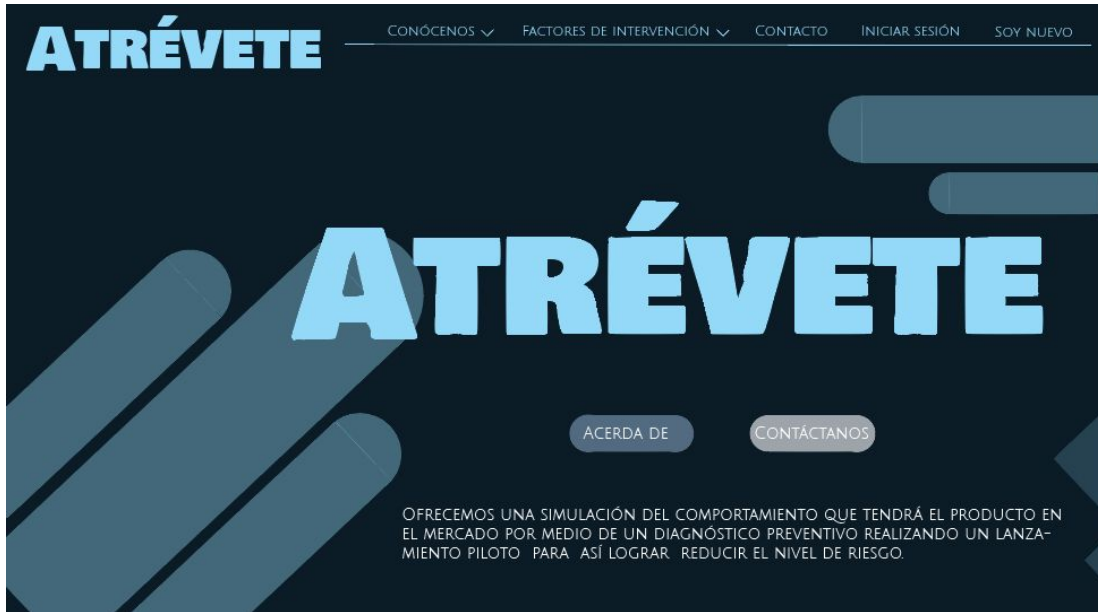 Atrévete
Conócenos
Factores de intervención
Contacto
Iniciar sesión
Soy nuevo
Atrévete
Acerda de
Contáctanos
Ofrecemos una simulación del comportamiento que tendrá el producto en
el mercado por medio de un diagnóstico preventivo realizando un lanza-
miento piloto para así lograr reducir el nivel de riesgo.